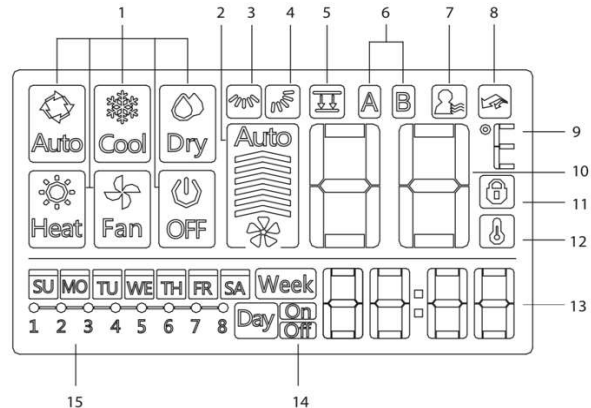 1 2 3 4 5 6 7 8
A B
Auto Cool Dry Auto
9
10
11
Heat Fan OFF
12
SU MO TU WE TH FR SA Week
13
Day On
Off
1 2 3 4 5 6 7 8
15 14